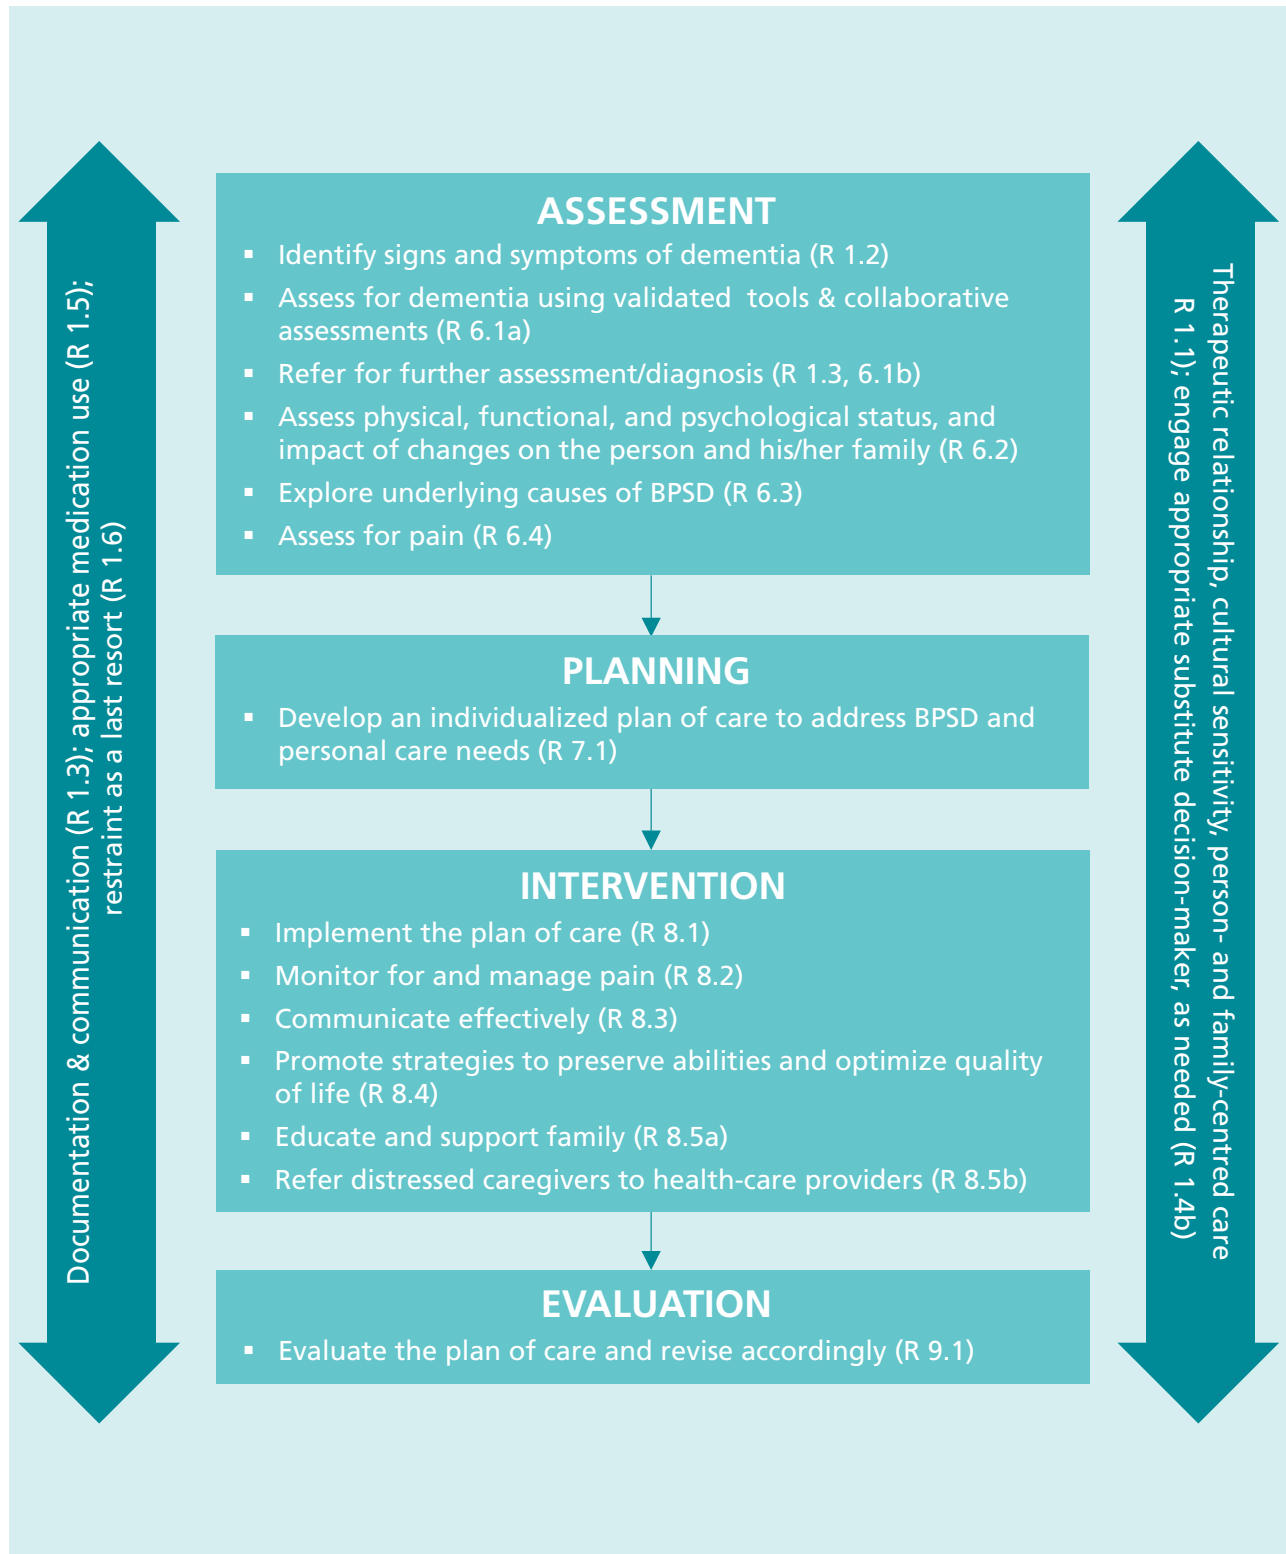 Documentation & communication (R 1.3); appropriate medication use (R 1.5);
restraint as a last resort (R 1.6)
ASSESSMENT
▪ Identify signs and symptoms of dementia (R 1.2)
▪ Assess for dementia using validated tools & collaborative
assessments (R 6.1a)
▪ Refer for further assessment/diagnosis (R 1.3, 6.1b)
▪ Assess physical, functional, and psychological status, and
impact of changes on the person and his/her family (R 6.2)
▪ Explore underlying causes of BPSD (R 6.3)
▪ Assess for pain (R 6.4)
PLANNING
▪ Develop an individualized plan of care to address BPSD and
personal care needs (R 7.1)
INTERVENTION
▪ Implement the plan of care (R 8.1)
▪ Monitor for and manage pain (R 8.2)
▪ Communicate effectively (R 8.3)
▪ Promote strategies to preserve abilities and optimize quality
of life (R 8.4)
▪ Educate and support family (R 8.5a)
▪ Refer distressed caregivers to health-care providers (R 8.5b)
EVALUATION
▪ Evaluate the plan of care and revise accordingly (R 9.1)
Therapeutic relationship, cultural sensitivity, person- and family-centred care
R 1.1); engage appropriate substitute decision-maker, as needed (R 1.4b)